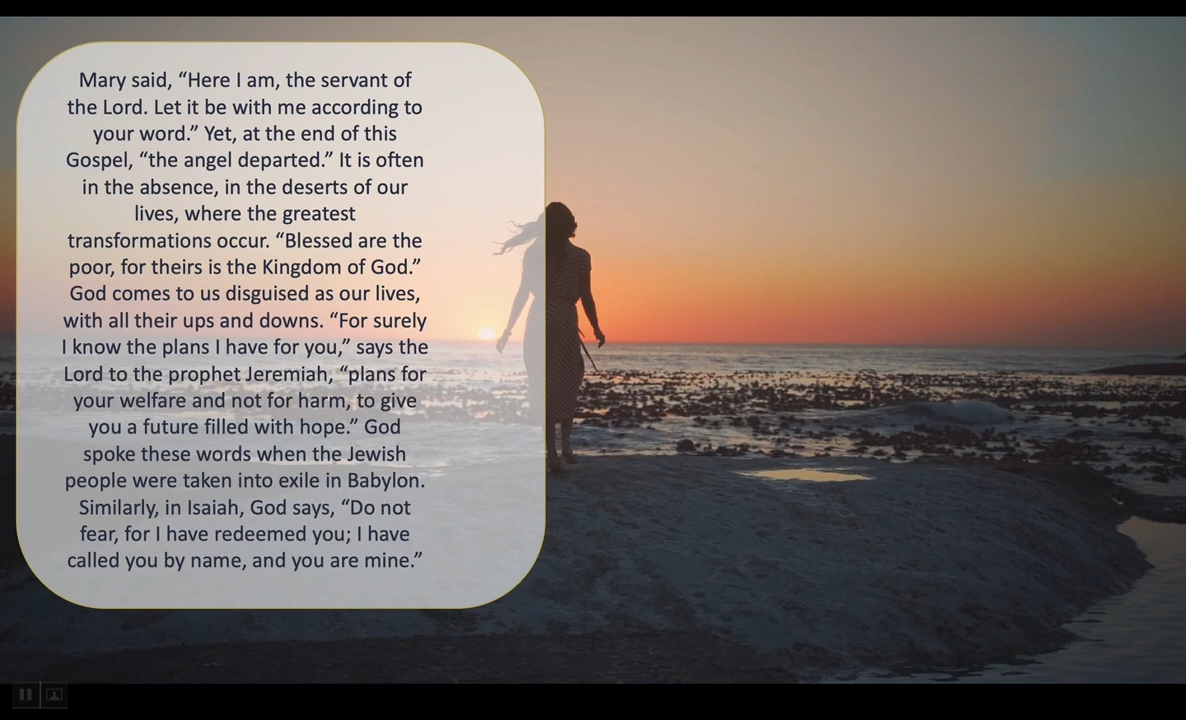 Mary said, “Here I am, the servant of
the Lord. Let it be with me according to
your word.” Yet, at the end of this
Gospel, “the angel departed.” It is often
in the absence, in the deserts of our
lives, where the greatest
transformations occur. “Blessed are the
poor, for theirs is the Kingdom of God.”
God comes to us disguised as our lives,
with all their ups and downs. “For surely
I know the plans I have for you,” says the
Lord to the prophet Jeremiah, “plans for
your welfare and not for harm, to give
you a future filled with hope.” God
spoke these words when the Jewish
people were taken into exile in Babylon.
Similarly, in Isaiah, God says, “Do not
fear, for I have redeemed you; I have
called you by name, and you are mine.”